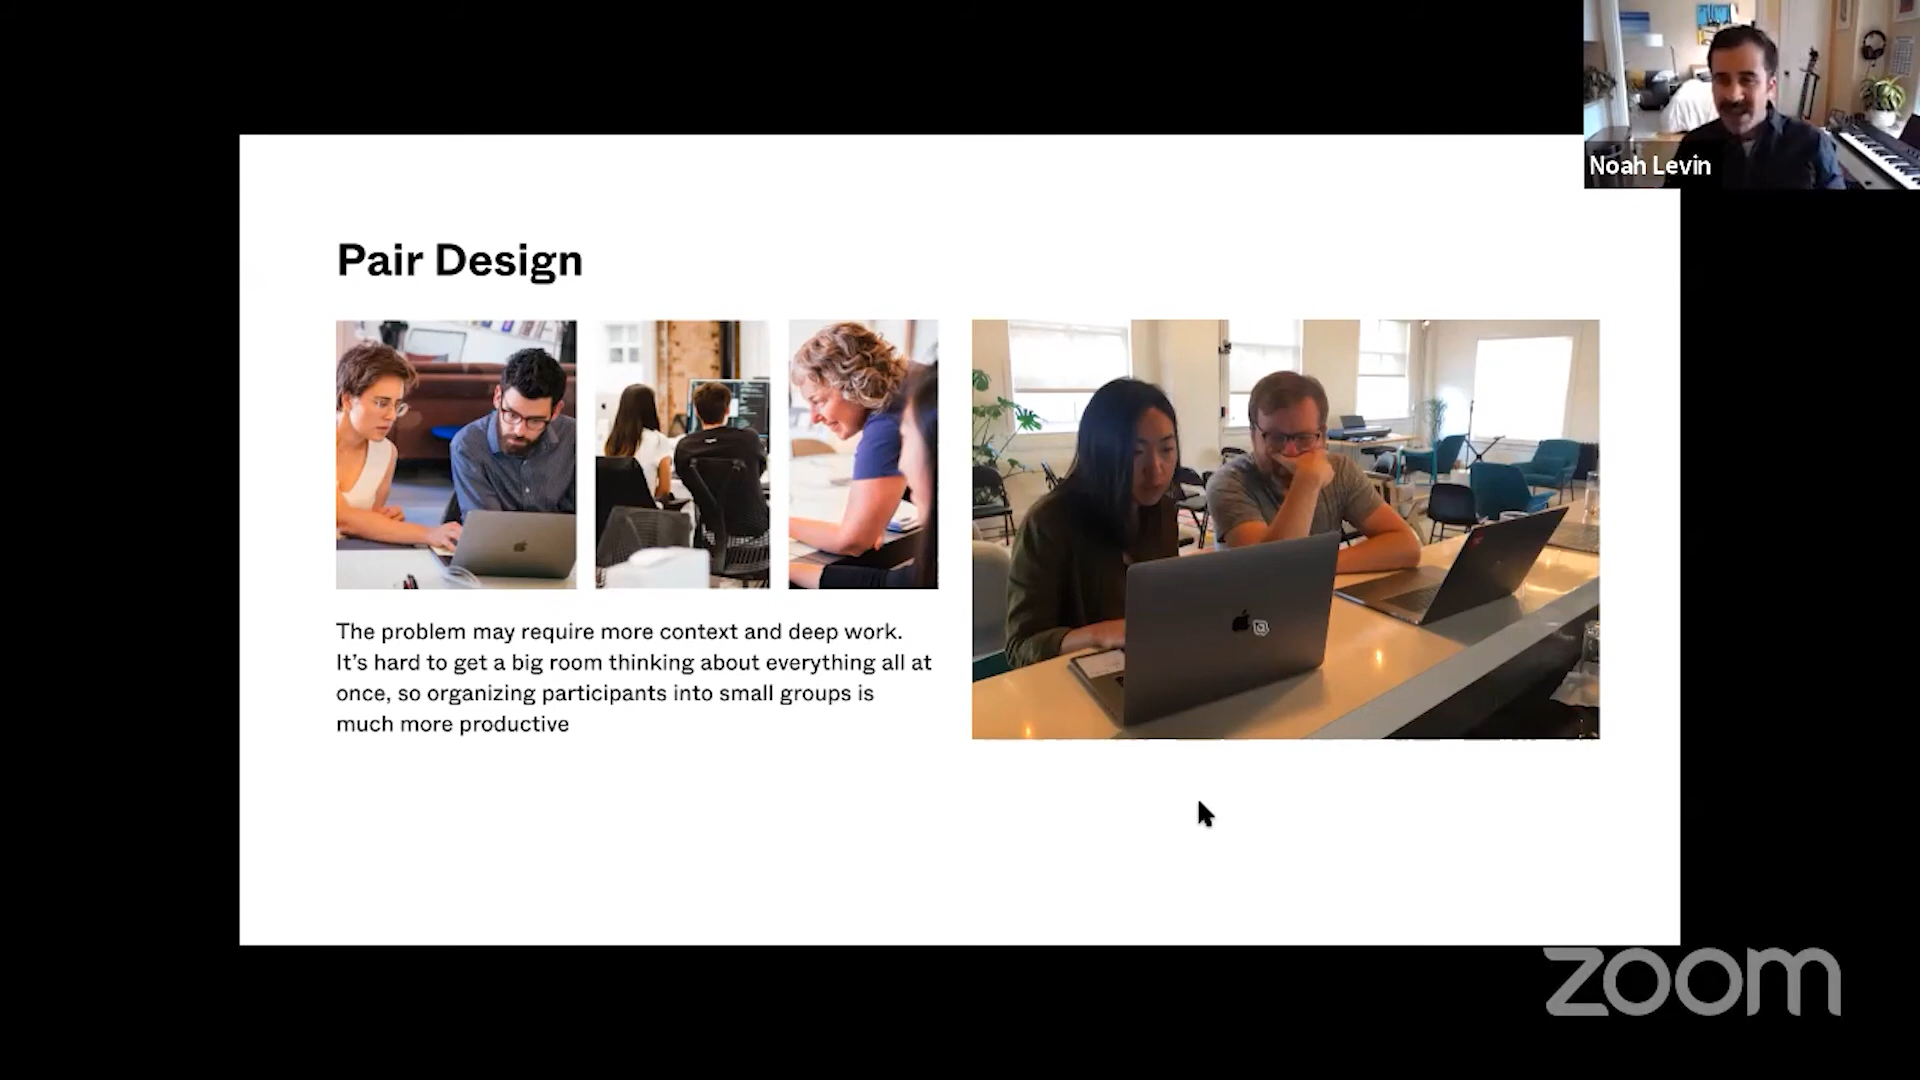 Noah Levin
Pair Design
The problem may require more context and deep work.
It's hard to get a big room thinking about everything all at
once, so organizing participants into small groups is
much more productive
zoom